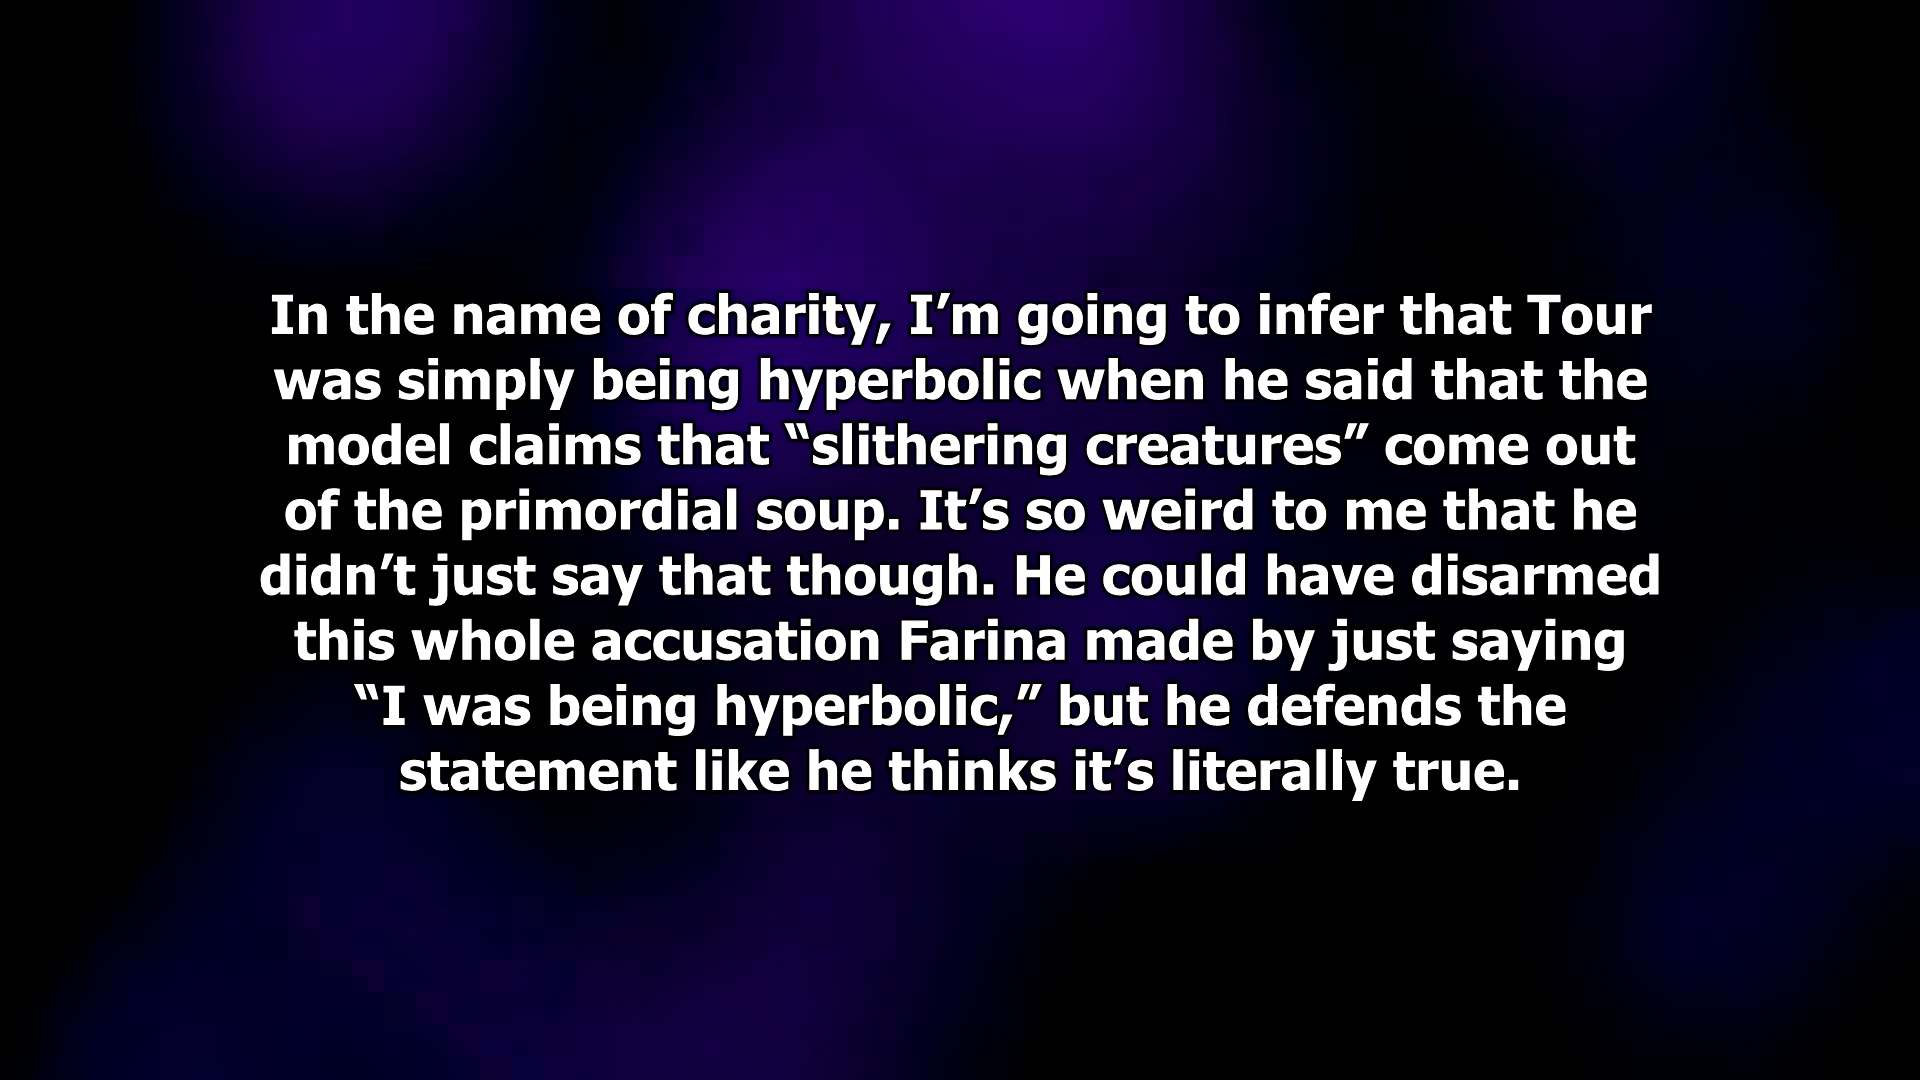 In the name of charity, I’m going to infer that Tour
was simply being hyperbolic when he said that the
model claims that “slithering creatures” come out
of the primordial soup. It’s so weird to me that he
didn’t just say that though. He could have disarmed
this whole accusation Farina made by just saying
“I was being hyperbolic,” but he defends the
statement like he thinks it’s literally true.